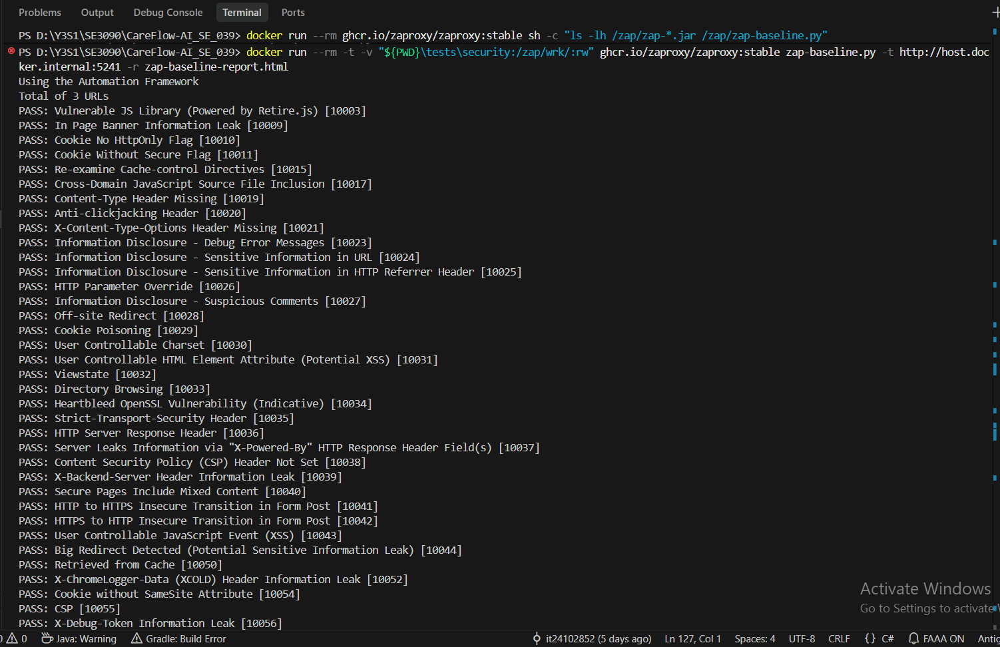 Problems Output Debug Console Terminal Ports
PS D:\Y3S1\SE3090\CareFlow-AI_SE_039> docker run --rm ghcr.io/zaproxy/zaproxy:stable sh -c "ls -lh /zap/zap-*.jar /zap/zap-baseline.py"
PS D:\Y3S1\SE3090\CareFlow-AI_SE_039> docker run --rm -t -v "${PWD}\tests\security:/zap/wrk/:rw" ghcr.io/zaproxy/zaproxy:stable zap-baseline.py -t http://host.doc
ker.internal:5241 -r zap-baseline-report.html
Using the Automation Framework
Total of 3 URLs
PASS: Vulnerable JS Library (Powered by Retire.js) [10003]
PASS: In Page Banner Information Leak [10009]
PASS: Cookie No HttpOnly Flag [10010]
PASS: Cookie Without Secure Flag [10011]
PASS: Re-examine Cache-control Directives [10015]
PASS: Cross-Domain JavaScript Source File Inclusion [10017]
PASS: Content-Type Header Missing [10019]
PASS: Anti-clickjacking Header [10020]
PASS: X-Content-Type-Options Header Missing [10021]
PASS: Information Disclosure - Debug Error Messages [10023]
PASS: Information Disclosure - Sensitive Information in URL [10024]
PASS: Information Disclosure - Sensitive Information in HTTP Referrer Header [10025]
PASS: HTTP Parameter Override [10026]
PASS: Information Disclosure - Suspicious Comments [10027]
PASS: Off-site Redirect [10028]
PASS: Cookie Poisoning [10029]
PASS: User Controllable Charset [10030]
PASS: User Controllable HTML Element Attribute (Potential XSS) [10031]
PASS: Viewstate [10032]
PASS: Directory Browsing [10033]
PASS: Heartbleed OpenSSL Vulnerability (Indicative) [10034]
PASS: Strict-Transport-Security Header [10035]
PASS: HTTP Server Response Header [10036]
PASS: Server Leaks Information via "X-Powered-By" HTTP Response Header Field(s) [10037]
PASS: Content Security Policy (CSP) Header Not Set [10038]
PASS: X-Backend-Server Header Information Leak [10039]
PASS: Secure Pages Include Mixed Content [10040]
PASS: HTTP to HTTPS Insecure Transition in Form Post [10041]
PASS: HTTPS to HTTP Insecure Transition in Form Post [10042]
PASS: User Controllable JavaScript Event (XSS) [10043]
PASS: Big Redirect Detected (Potential Sensitive Information Leak) [10044]
PASS: Retrieved from Cache [10050]
PASS: X-ChromeLogger-Data (XCOLD) Header Information Leak [10052]
PASS: Cookie without SameSite Attribute [10054]
PASS: CSP [10055]
PASS: X-Debug-Token Information Leak [10056]
Activate Windows
Go to Settings to activate W
0 0 Java: Warning Gradle: Build Error it24102852 (5 days ago) Ln 127, Col 1 Spaces: 4 UTF-8 CRLF {} C# FAAA ON Antig